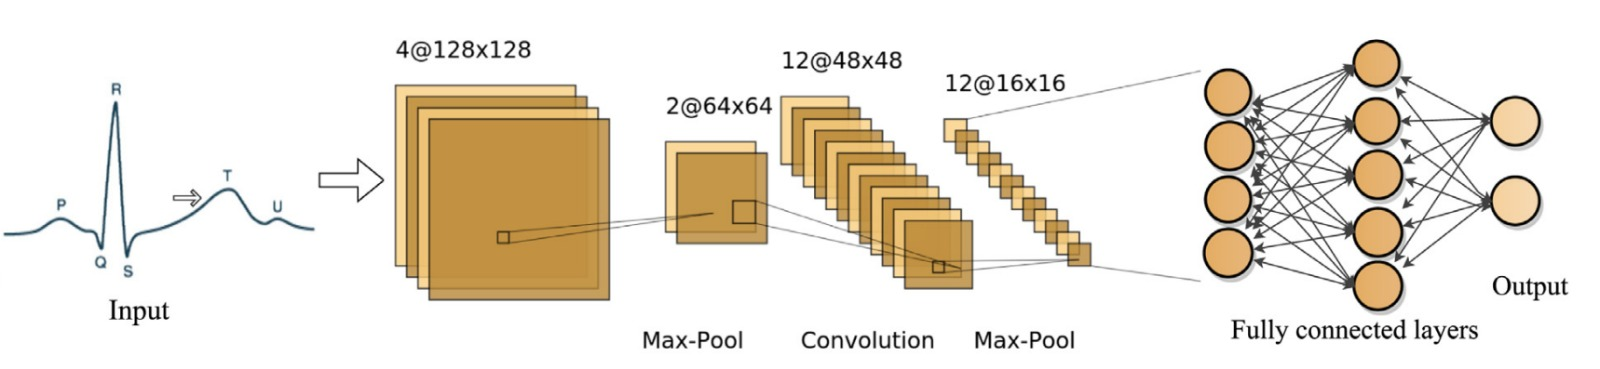 P
R
Q
S
T
U
Input
4@128x128
2@64x64
12@48x48
12@16x16
Max-Pool
Convolution
Max-Pool
Fully connected layers
Output